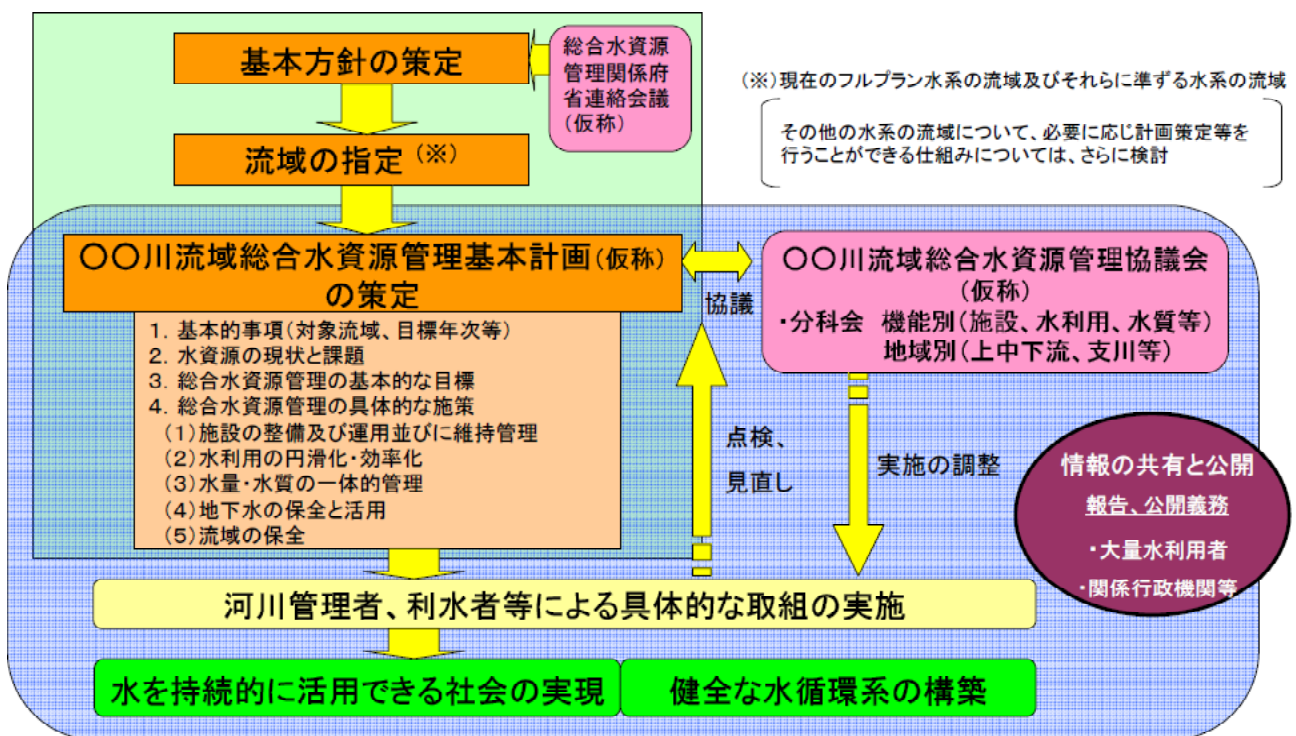 基本方針の策定
総合水資源
管理関係府
省連絡会議
(仮称)
(※)現在のフルプラン水系の流域及びそれらに準ずる水系の流域
その他の水系の流域について、必要に応じ計画策定等を
行うことができる仕組みについては、さらに検討
流域の指定(※)
〇〇川流域総合水資源管理基本計画(仮称)
の策定
1. 基本的事項(対象流域、目標年次等)
2. 水資源の現状と課題
3. 総合水資源管理の基本的な目標
4. 総合水資源管理の具体的な施策
(1)施設の整備及び運用並びに維持管理
(2)水利用の円滑化・効率化
(3)水量・水質の一体的管理
(4)地下水の保全と活用
(5)流域の保全
協議
〇〇川流域総合水資源管理協議会
(仮称)
・分科会 機能別(施設、水利用、水質等)
地域別(上中下流、支川等)
点検、
見直し
実施の調整
情報の共有と公開
報告、公開義務
・大量水利用者
・関係行政機関等
河川管理者、利水者等による具体的な取組の実施
水を持続的に活用できる社会の実現
健全な水循環系の構築